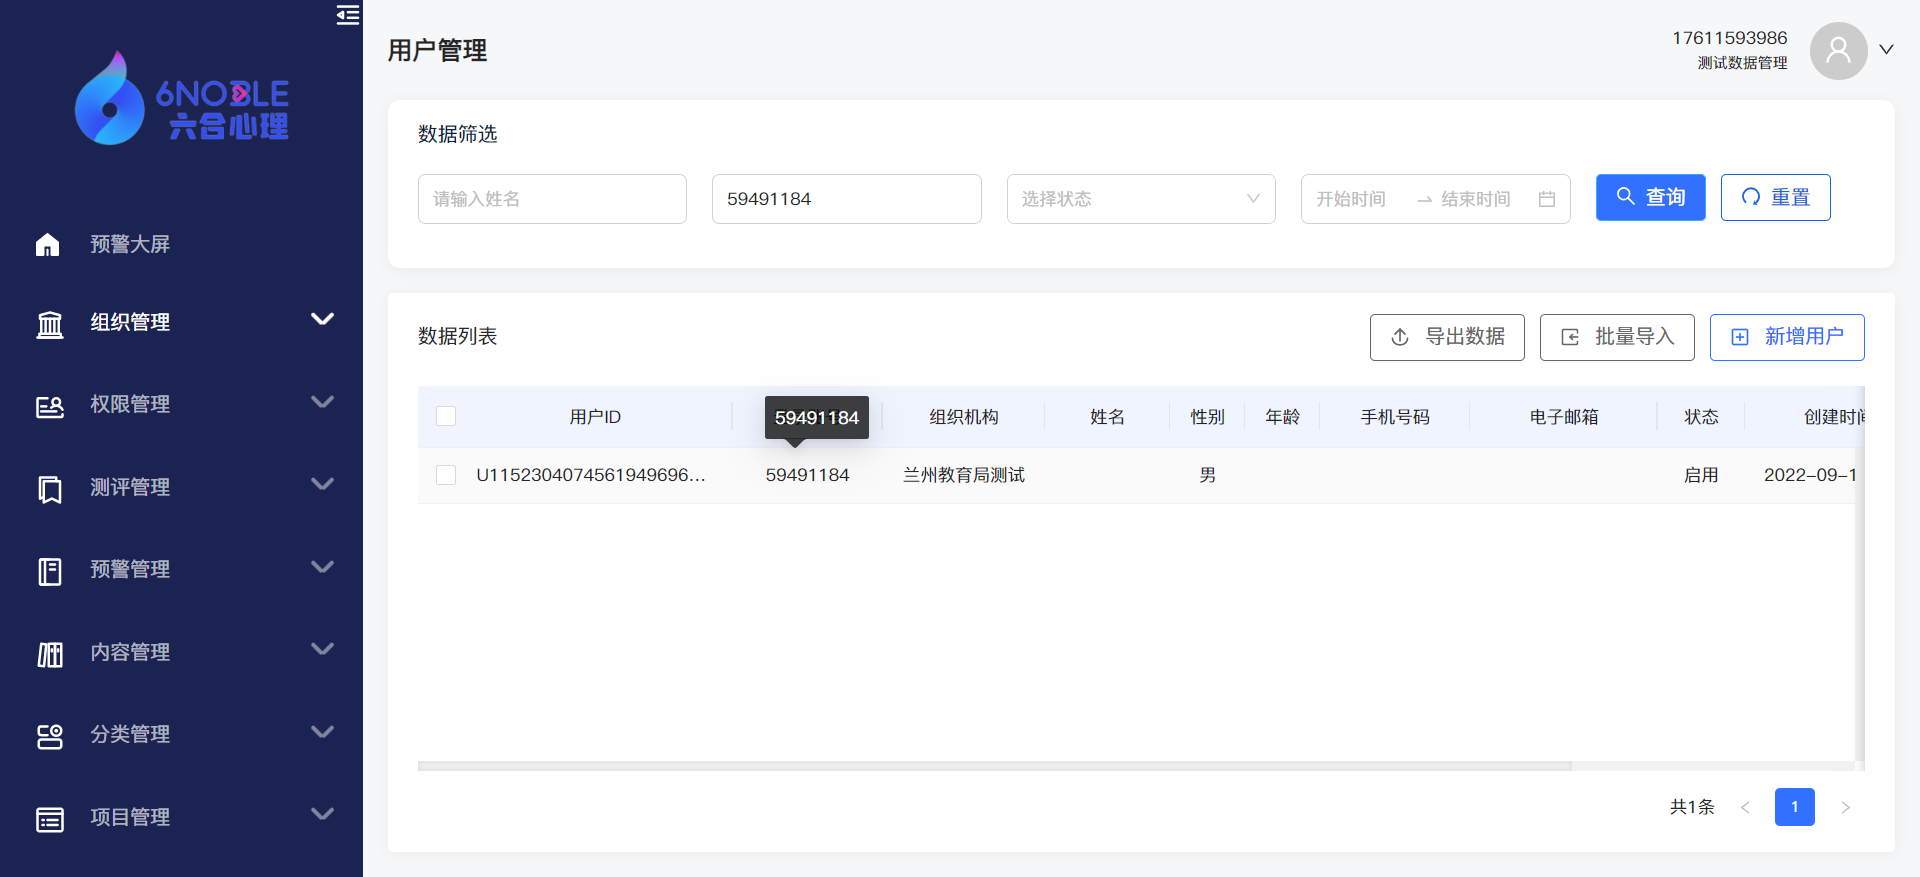 6NOBLE
六合心理
预警大屏
组织管理
权限管理
测评管理
预警管理
内容管理
分类管理
项目管理
用户管理
17611593986
测试数据管理
数据筛选
请输入姓名
59491184
选择状态
开始时间
结束时间
查询
重置
数据列表
导出数据
批量导入
新增用户
用户ID
59491184
组织机构
姓名
性别
年龄
手机号码
电子邮箱
状态
创建时间
U1152304074561949696...
59491184
兰州教育局测试
男
启用
2022-09-1
共1条
1